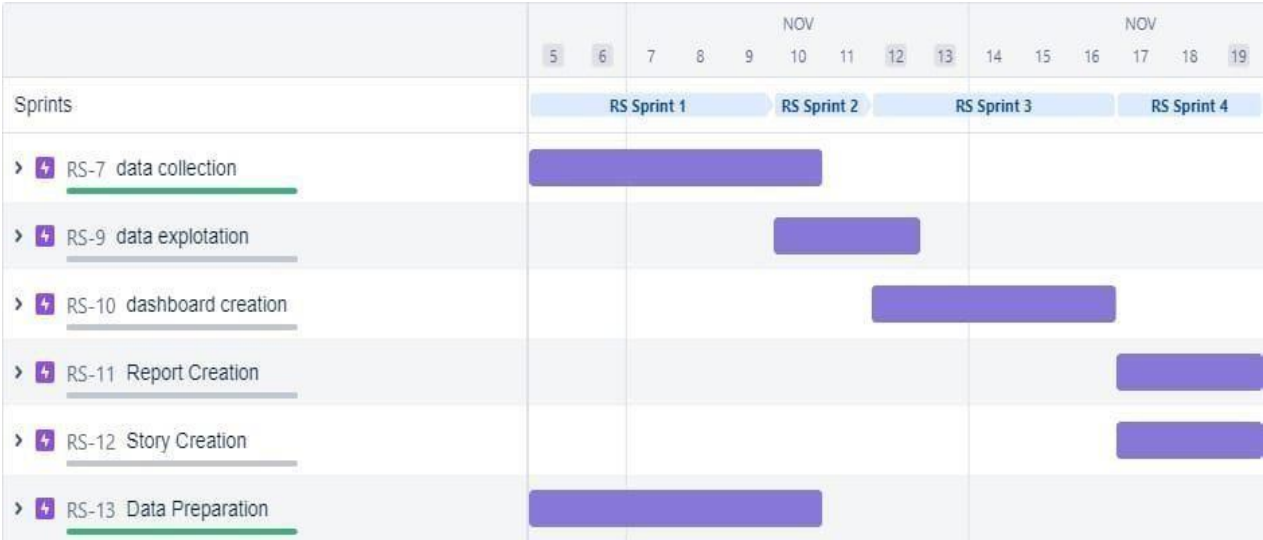 NOV NOV
5 6 7 8 9 10 11 12 13 14 15 16 17 18 19
Sprints RS Sprint 1 RS Sprint 2 RS Sprint 3 RS Sprint 4
RS-7 data collection
RS-9 data explotation
RS-10 dashboard creation
RS-11 Report Creation
RS-12 Story Creation
RS-13 Data Preparation